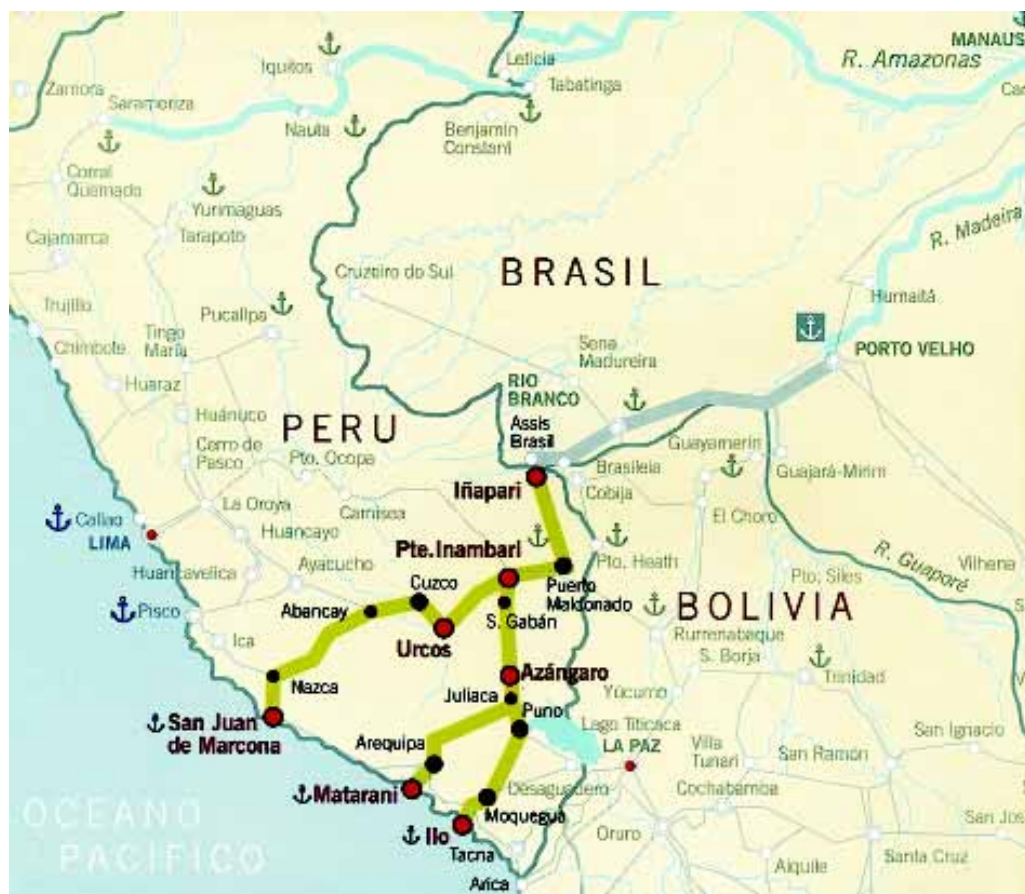 MANAUS
R. Amazonas
Leticia
Tabatinga
Iquitos
Zamora
Nauta
Benjamin
Constant
Corral
Quemado
Yurimaguas
Tarapoto
Cajamarca
Cruzeiro do Sul
BRASIL
R. Madeira
Humaitá
Trujillo
Pucallpa
Chimbote
Tingo
María
Huaraz
Sena
Madureira
PORTO VELHO
RIO
BRANCO
Huánuco
PERU
Assis
Brasil
Guayamerin
Cerro de
Pasco
Pto. Ocopa
Brasileia
Guajará-Mirim
Iñapari
Cobija
La Oroya
Camisea
El Choro
Callao
LIMA
Huancayo
Pte.Inambari
R. Guaporé
Vilhena
Ayacucho
Pto. Heath
Huancavelica
Cuzco
Puerto
Maldonado
Pto. Siles
Pisco
Abancay
S. Gabán
BOLIVIA
Ica
Urcos
Rurrenabaque
S. Borja
Azángaro
Trinidad
Nazca
Juliaca
Yúcumo
Puno
San Juan
de Marcona
Lago Titicaca
San Ignacio
Arequipa
LA PAZ
Villa
Tunari
San Ramón
Matarani
Desaguadero
Cochabamba
OCEANO
PACIFICO
Moquegua
Ilo
Oruro
San Jos
Tacna
Santa Cruz
Aiquile
Arica